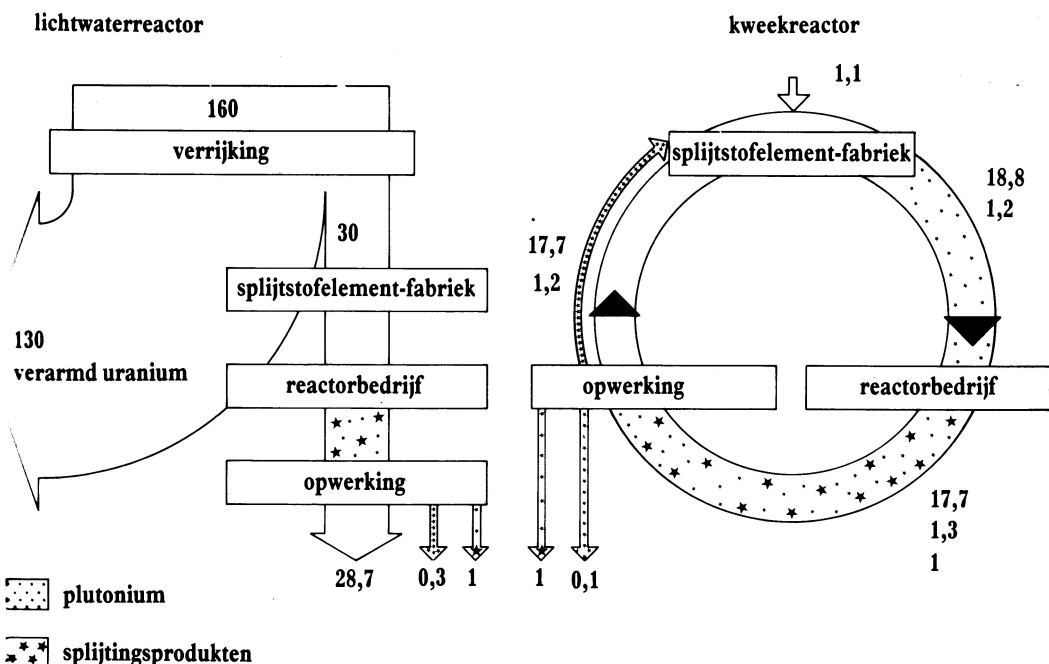 lichtwaterreactor
160
verrijking
30
splijtstofelement-fabriek
130
verarmd uranium
reactorbedrijf
opwerking
28,7
0,3
1
plutonium
splijtingsprodukten
kweekreactor
1,1
splijtstofelement-fabriek
18,8
1,2
17,7
1,2
opwerking
reactorbedrijf
17,7
1,3
1
1
0,1